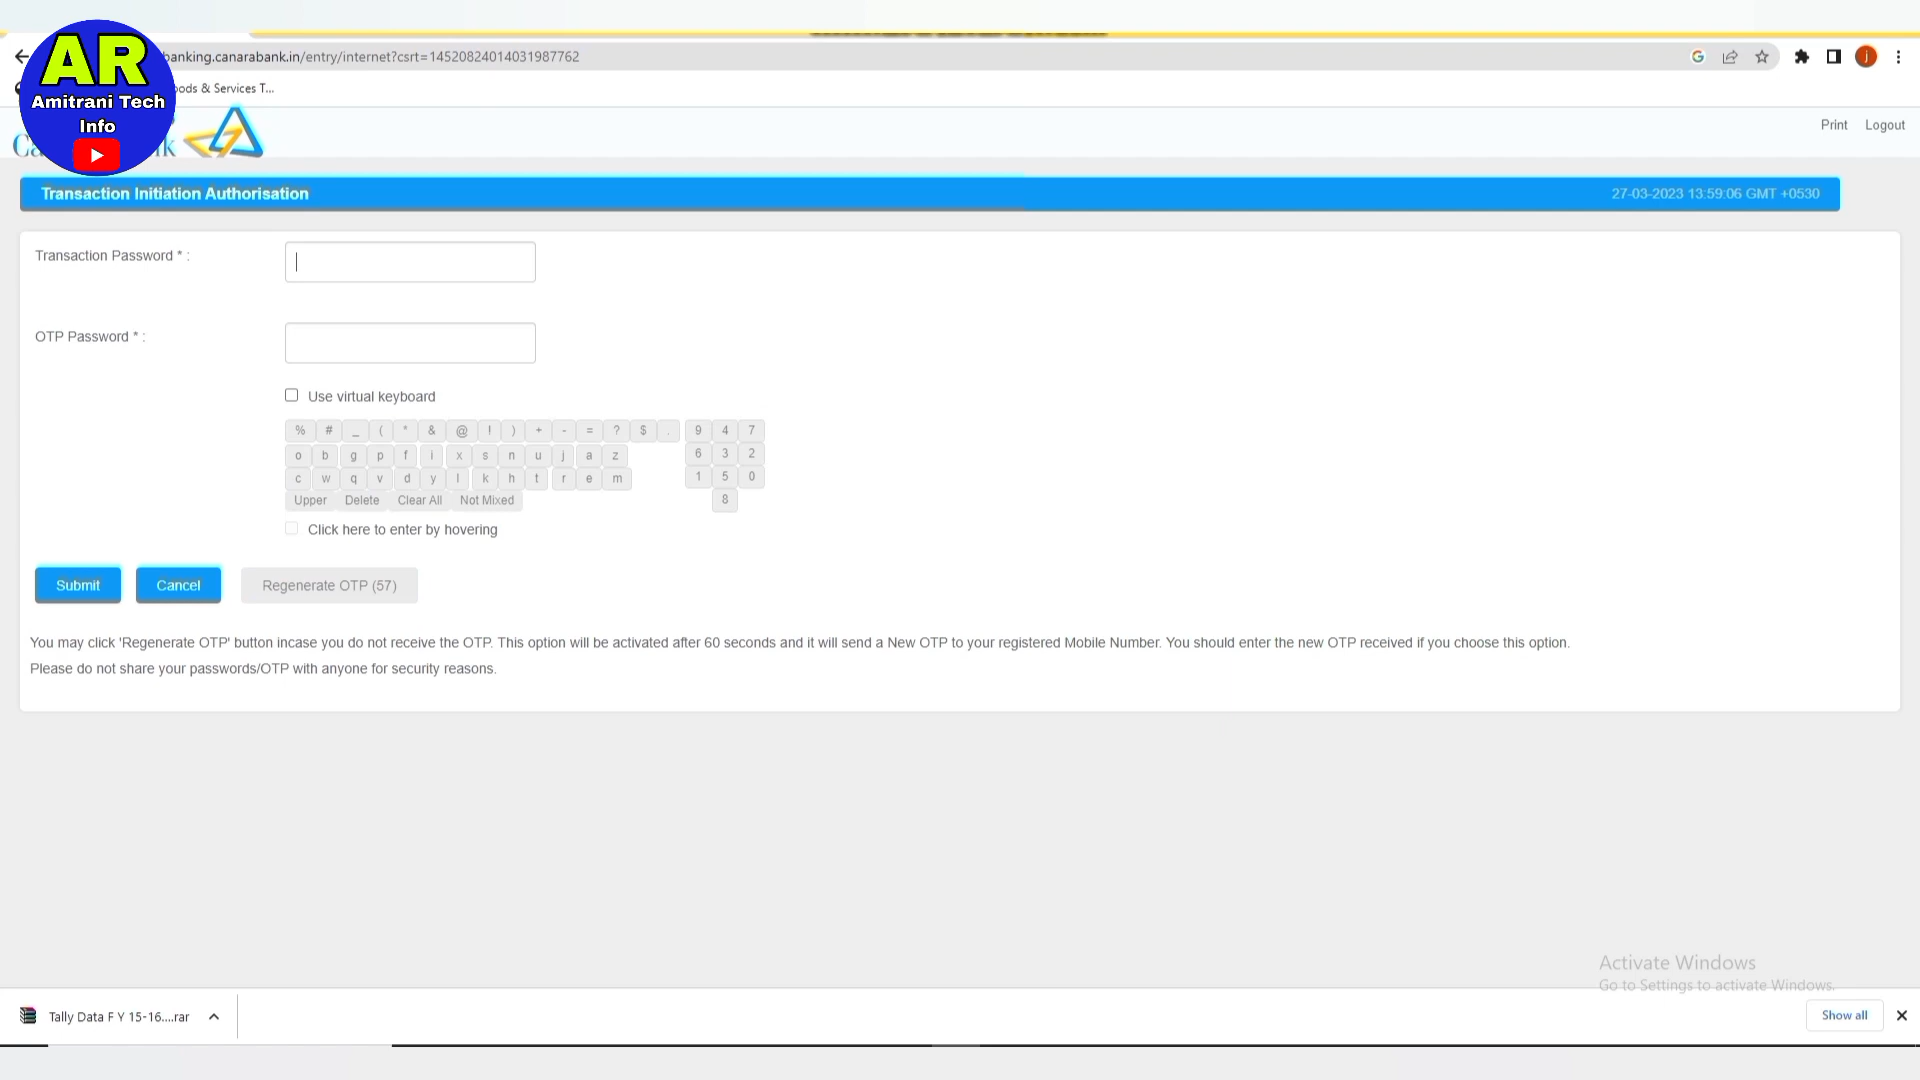 AR
Amitrani Tech
Info
banking.canarabank.in/entry/internet?csrt=14520824014031987762
oods & Services T...
Print Logout
Transaction Initiation Authorisation 27-03-2023 13:59:06 GMT +0530
Transaction Password * :
OTP Password * :
Use virtual keyboard
% # _ ( * & @ ! ) + - = ? $ . 9 4 7
o b g p f i x s n u j a z 6 3 2
c w q v d y l k h t r e m 1 5 0
Upper Delete Clear All Not Mixed 8
Click here to enter by hovering
Submit Cancel Regenerate OTP (57)
You may click 'Regenerate OTP' button incase you do not receive the OTP. This option will be activated after 60 seconds and it will send a New OTP to your registered Mobile Number. You should enter the new OTP received if you choose this option.
Please do not share your passwords/OTP with anyone for security reasons.
Activate Windows
Go to Settings to activate Windows.
Tally Data F Y 15-16....rar Show all